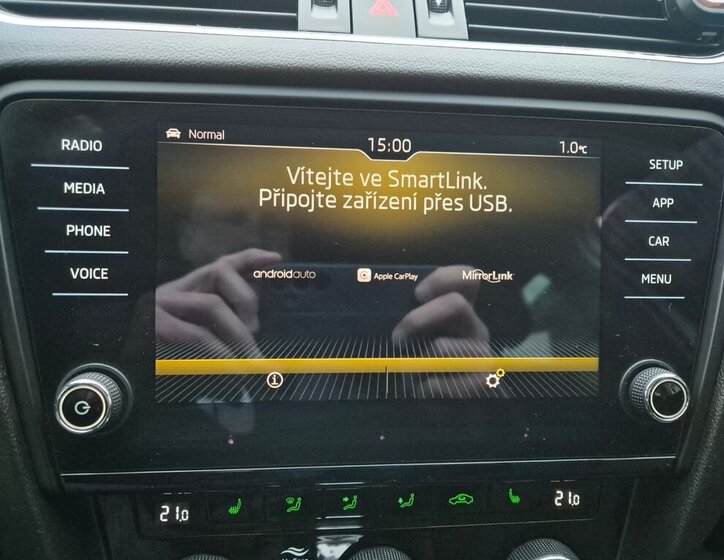 RADIO
MEDIA
PHONE
VOICE
Normal
15:00
1.0°C
Vítejte ve SmartLink.
Připojte zařízení přes USB.
androidauto
Apple CarPlay
MirrorLink
SETUP
APP
CAR
MENU
21.0
21.0